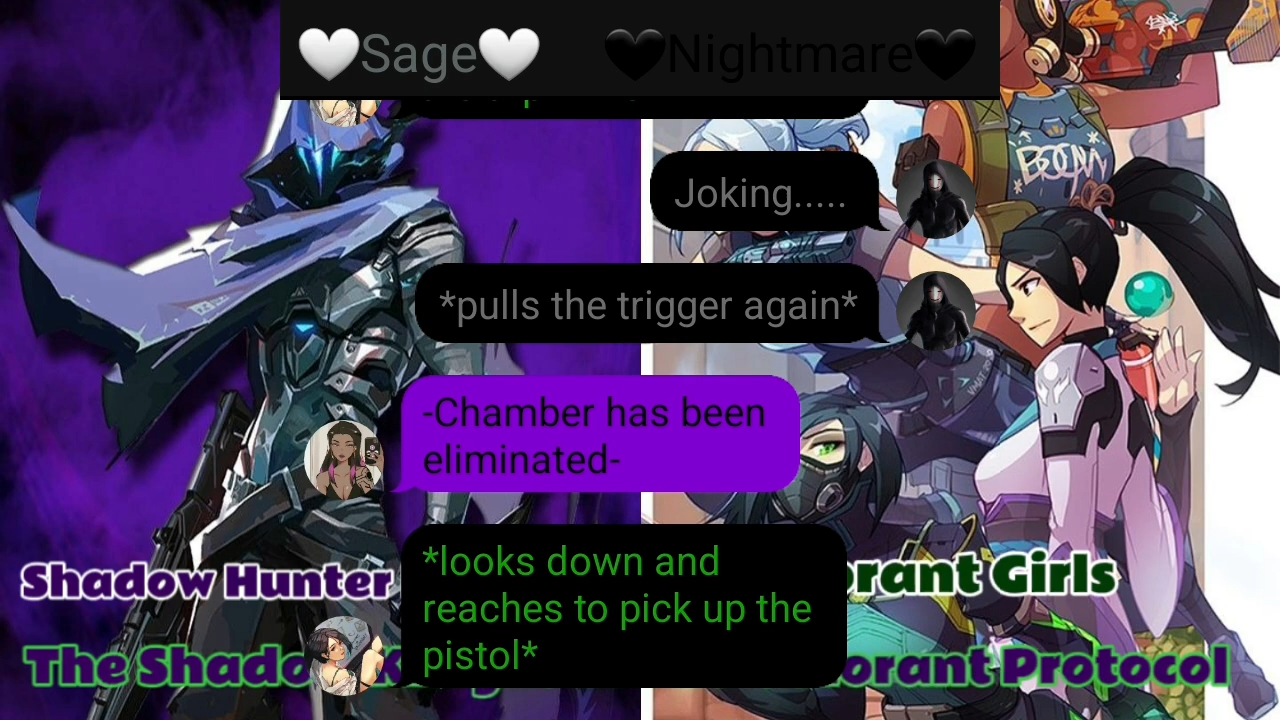 🤍Sage🤍 🖤Nightmare🖤
BOOM
Joking.....
*pulls the trigger again*
-Chamber has been
eliminated-
*looks down and
reaches to pick up the
pistol*
Shadow Hunter
orant Girls
The Shado
orant Protocol